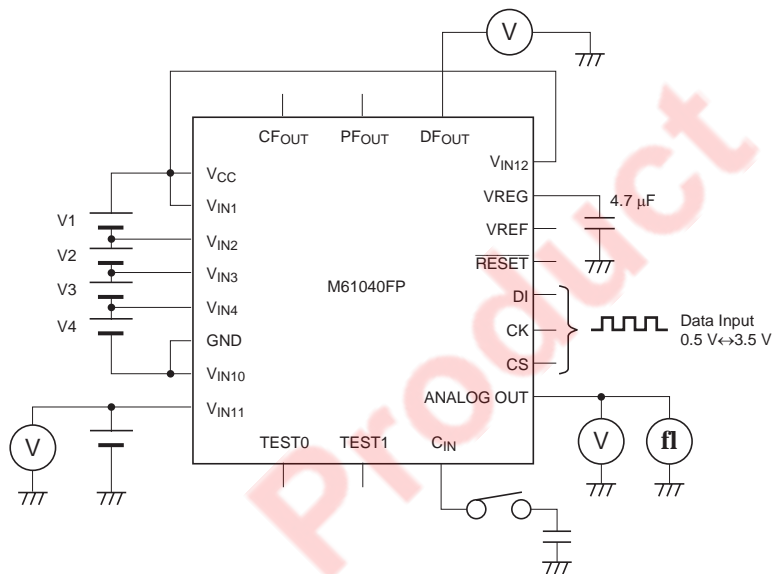 V
CFOUT
PFOUT
DFOUT
VCC
VIN12
VIN1
VREG
4.7 μF
V1
VIN2
VREF
V2
VIN3
RESET
V3
M61040FP
VIN4
DI
V4
GND
CK
Data Input
0.5 V↔3.5 V
VIN10
CS
VIN11
ANALOG OUT
V
TEST0
TEST1
CIN
V
fl
Product